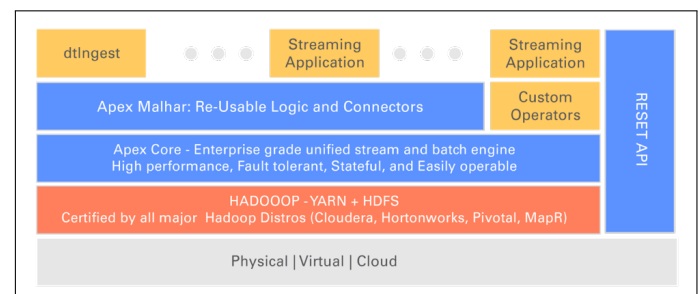 dtIngest
Streaming
Application
Streaming
Application
Apex Malhar: Re-Usable Logic and Connectors
Custom
Operators
RESET API
Apex Core - Enterprise grade unified stream and batch engine
High performance, Fault tolerant, Stateful, and Easily operable
HADOOOP - YARN + HDFS
Certified by all major Hadoop Distros (Cloudera, Hortonworks, Pivotal, MapR)
Physical | Virtual | Cloud